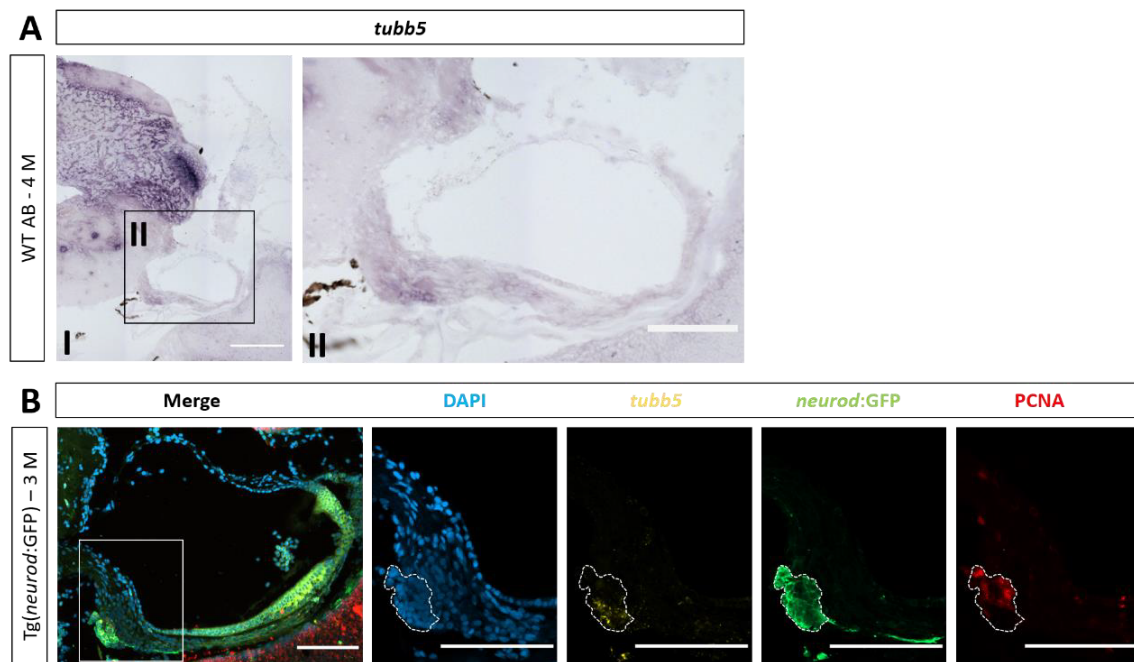 A
tubb5
WT AB - 4 M
II
I
II
B
Merge
DAPI
tubb5
neurod:GFP
PCNA
Tg(neurod:GFP) – 3 M